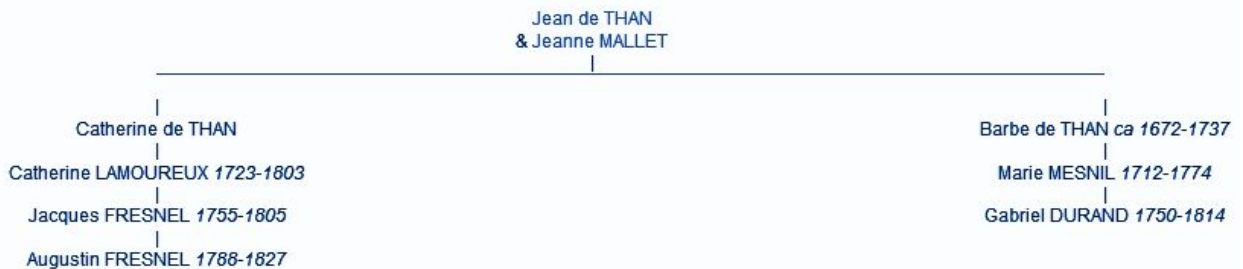 Jean de THAN
& Jeanne MALLET
Catherine de THAN
Barbe de THAN ca 1672-1737
Catherine LAMOUREUX 1723-1803
Marie MESNIL 1712-1774
Jacques FRESNEL 1755-1805
Gabriel DURAND 1750-1814
Augustin FRESNEL 1788-1827